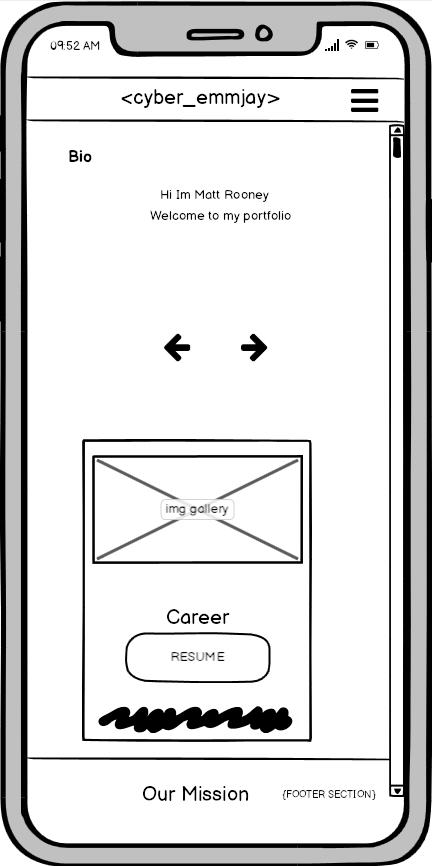 09:52 AM
<cyber_emmjay>
Bio
Hi Im Matt Rooney
Welcome to my portfolio
img gallery
Career
RESUME
Our Mission
{FOOTER SECTION}